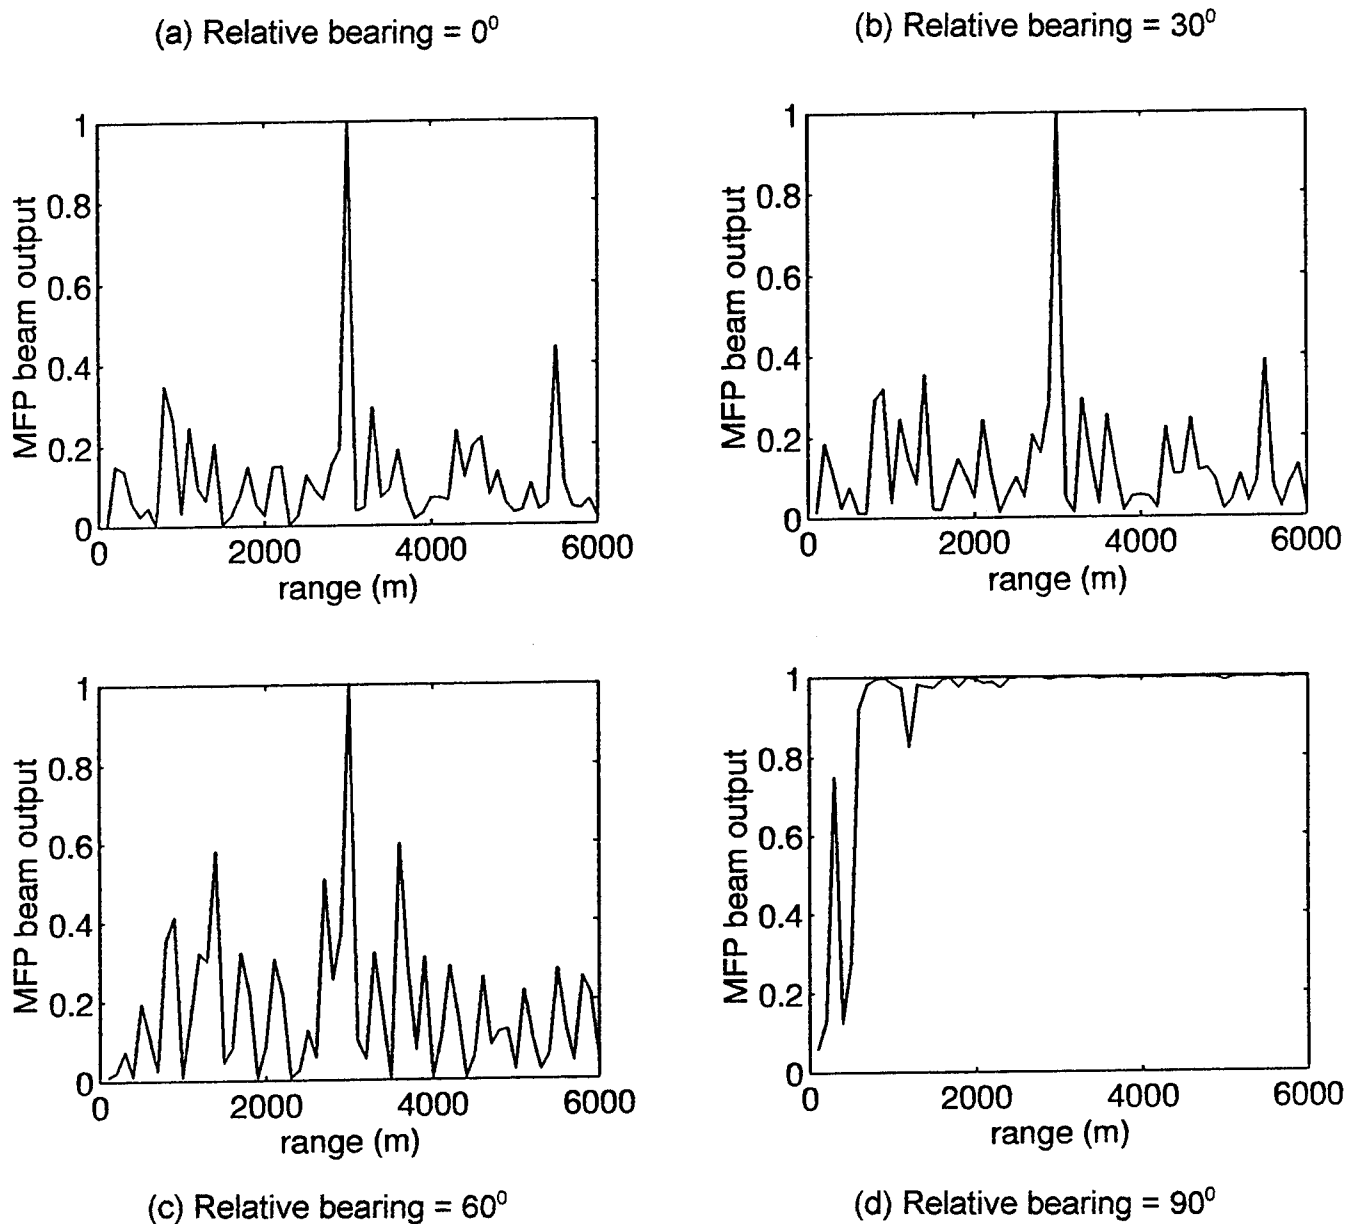 (a) Relative bearing = 0⁰
(b) Relative bearing = 30⁰
MFP beam output
1
0.8
0.6
0.4
0.2
0
0 2000 4000 6000
range (m)
MFP beam output
1
0.8
0.6
0.4
0.2
0
0 2000 4000 6000
range (m)
MFP beam output
1
0.8
0.6
0.4
0.2
0
0 2000 4000 6000
range (m)
MFP beam output
1
0.8
0.6
0.4
0.2
0
0 2000 4000 6000
range (m)
(c) Relative bearing = 60⁰
(d) Relative bearing = 90⁰